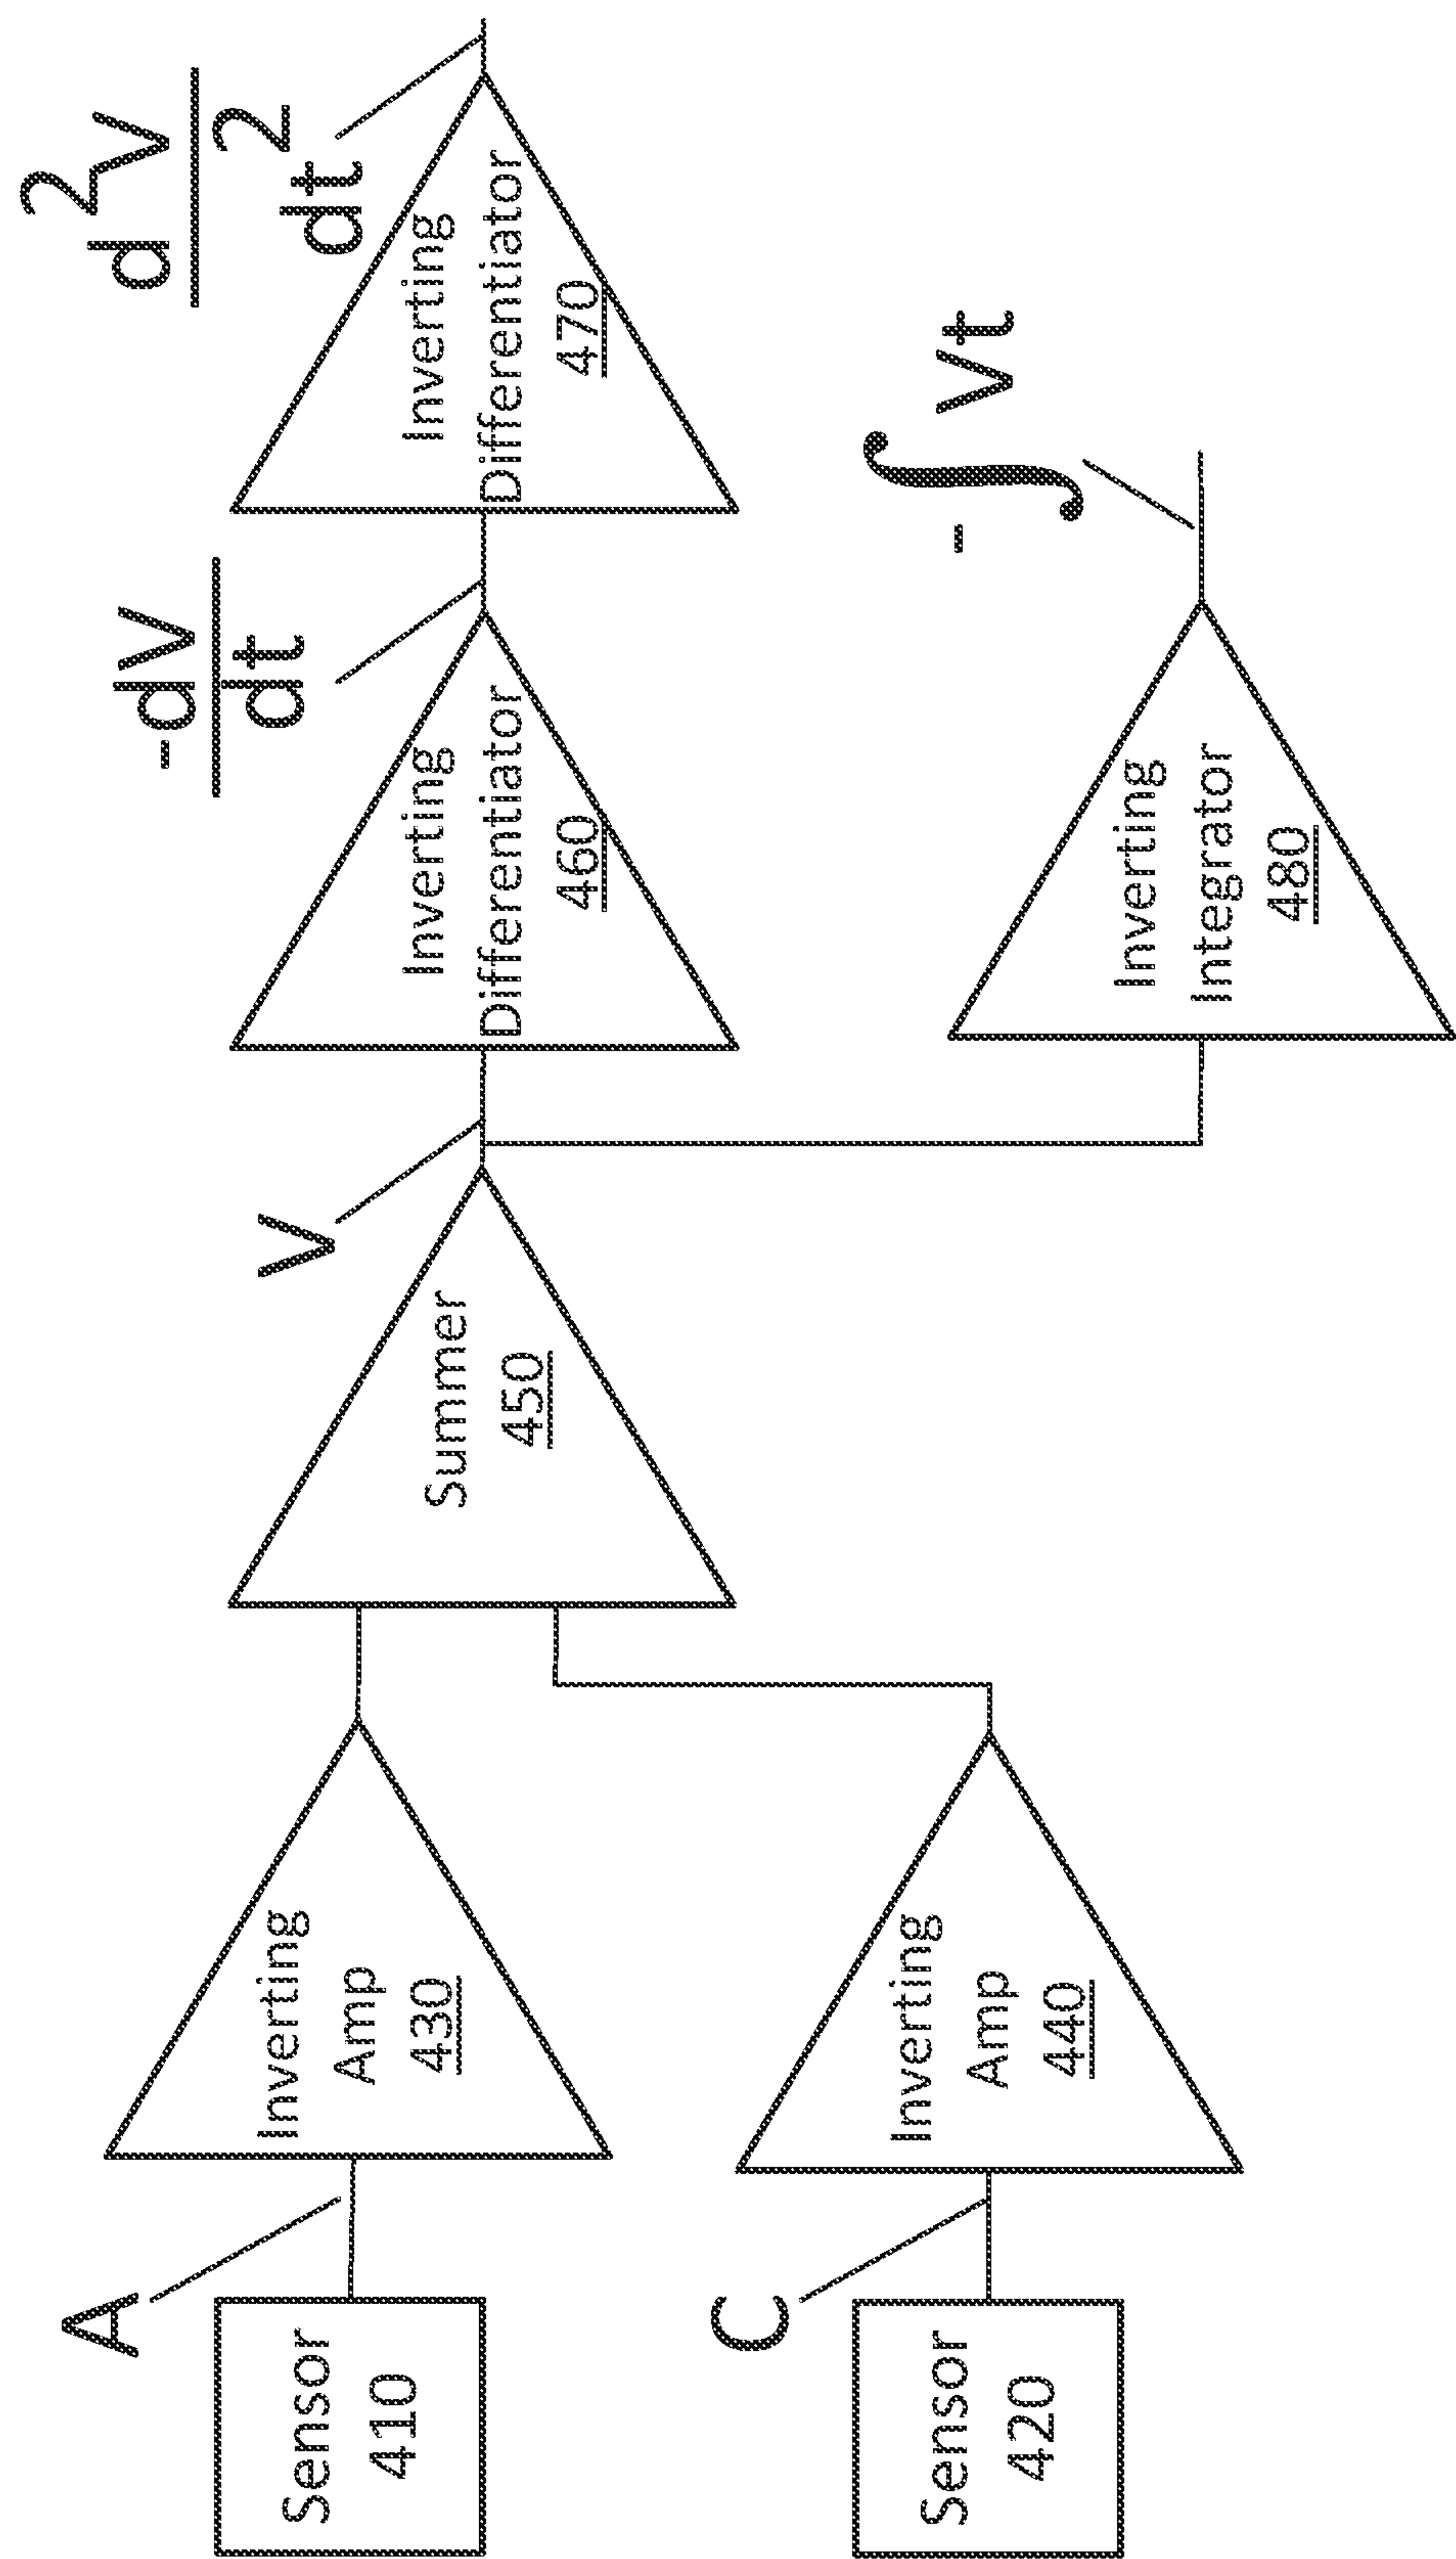 A
Sensor
410
Inverting
Amp
430
C
Sensor
420
Inverting
Amp
440
Summer
450
V
Inverting
Differentiator
460
-dV
dt
Inverting
Differentiator
470
d²V
dt²
Inverting
Integrator
480
- ∫ Vt